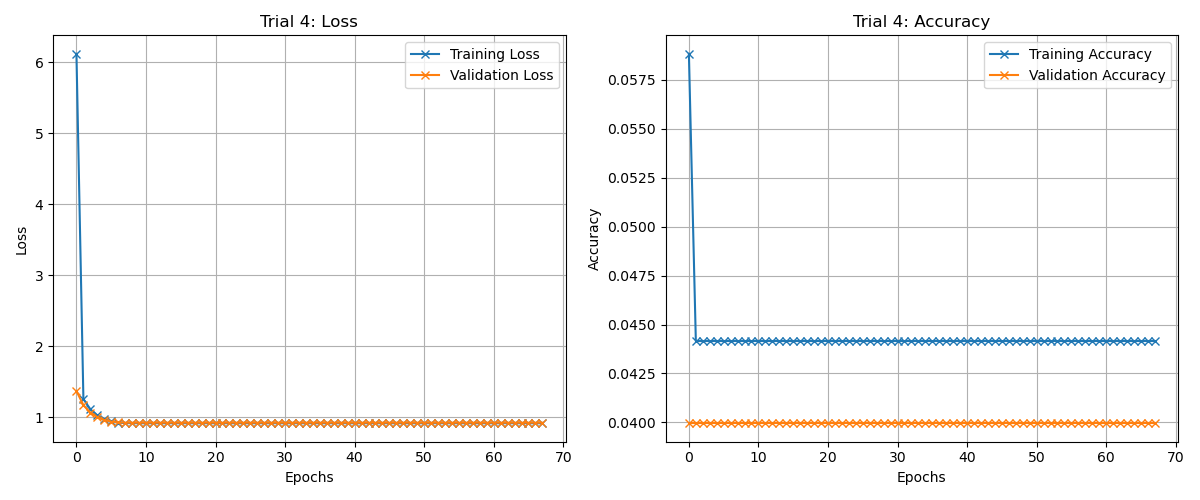 Trial 4: Loss
Training Loss
Validation Loss
6
5
4
3
2
1
Loss
0 10 20 30 40 50 60 70
Epochs
Trial 4: Accuracy
Training Accuracy
Validation Accuracy
0.0575
0.0550
0.0525
0.0500
0.0475
0.0450
0.0425
0.0400
Accuracy
0 10 20 30 40 50 60 70
Epochs